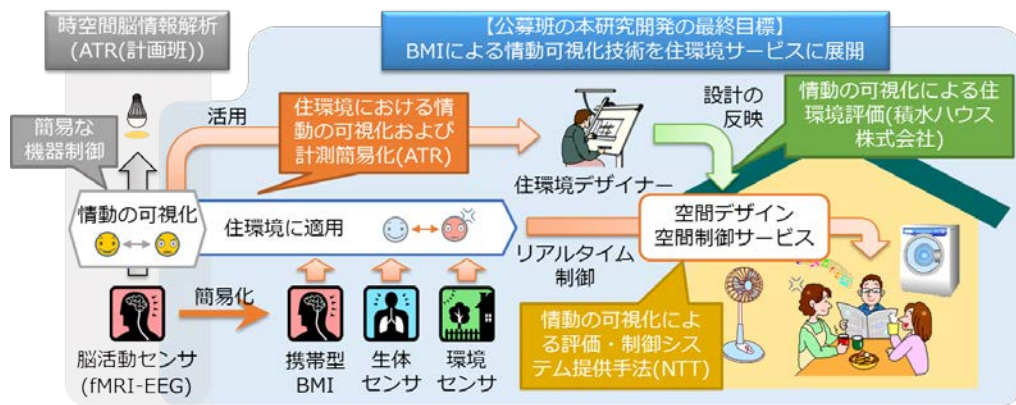 時空間脳情報解析
(ATR(計画班))
【公募班の本研究開発の最終目標】
BMIによる情動可視化技術を住環境サービスに展開
簡易な
機器制御
活用
住環境における情
動の可視化および
計測簡易化(ATR)
住環境デザイナー
設計の
反映
情動の可視化による住
環境評価(積水ハウス
株式会社)
情動の可視化
住環境に適用
リアルタイム
制御
空間デザイン
空間制御サービス
簡易化
脳活動センサ
(fMRI-EEG)
携帯型
BMI
生体
センサ
環境
センサ
情動の可視化によ
る評価・制御シス
テム提供手法(NTT)